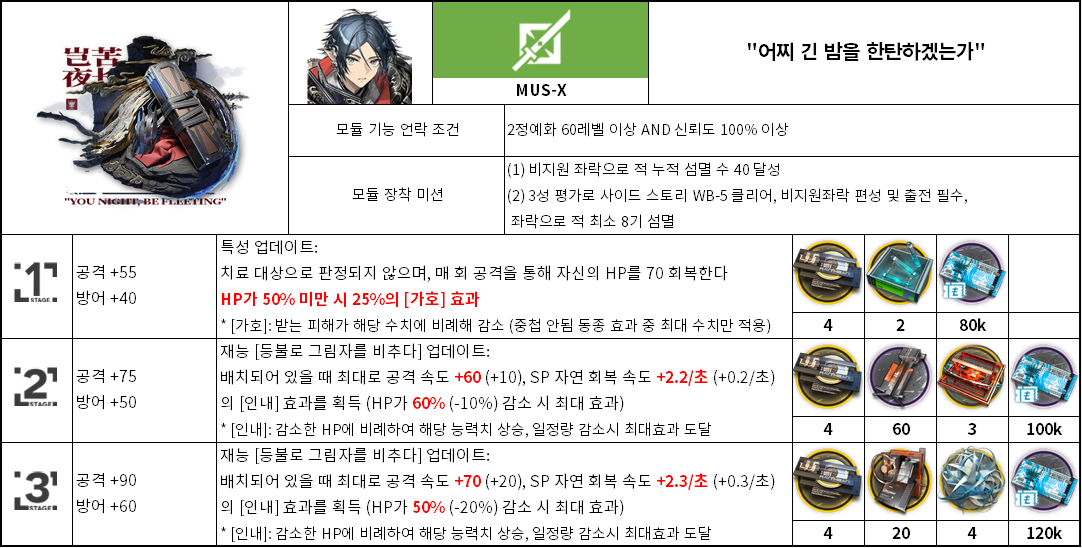 豈 苦
夜 长
"YOU NIGHT, BE FLEETING"
MUS-X
"어찌 긴 밤을 한탄하겠는가"
모듈 기능 언락 조건
2정예화 60레벨 이상 AND 신뢰도 100% 이상
모듈 장착 미션
(1) 비지원 좌락으로 적 누적 섬멸 수 40 달성
(2) 3성 평가로 사이드 스토리 WB-5 클리어, 비지원좌락 편성 및 출전 필수,
좌락으로 적 최소 8기 섬멸
1
STAGE.
공격 +55
방어 +40
특성 업데이트:
치료 대상으로 판정되지 않으며, 매 회 공격을 통해 자신의 HP를 70 회복한다
HP가 50% 미만 시 25%의 [가호] 효과
* [가호]: 받는 피해가 해당 수치에 비례해 감소 (중첩 안됨 동종 효과 중 최대 수치만 적용)
4
2
80k
2
STAGE.
공격 +75
방어 +50
재능 [등불로 그림자를 비추다] 업데이트:
배치되어 있을 때 최대로 공격 속도 +60 (+10), SP 자연 회복 속도 +2.2/초 (+0.2/초)
의 [인내] 효과를 획득 (HP가 60% (-10%) 감소 시 최대 효과)
* [인내]: 감소한 HP에 비례하여 해당 능력치 상승, 일정량 감소시 최대효과 도달
4
60
3
100k
3
STAGE.
공격 +90
방어 +60
재능 [등불로 그림자를 비추다] 업데이트:
배치되어 있을 때 최대로 공격 속도 +70 (+20), SP 자연 회복 속도 +2.3/초 (+0.3/초)
의 [인내] 효과를 획득 (HP가 50% (-20%) 감소 시 최대 효과)
* [인내]: 감소한 HP에 비례하여 해당 능력치 상승, 일정량 감소시 최대효과 도달
4
20
4
120k